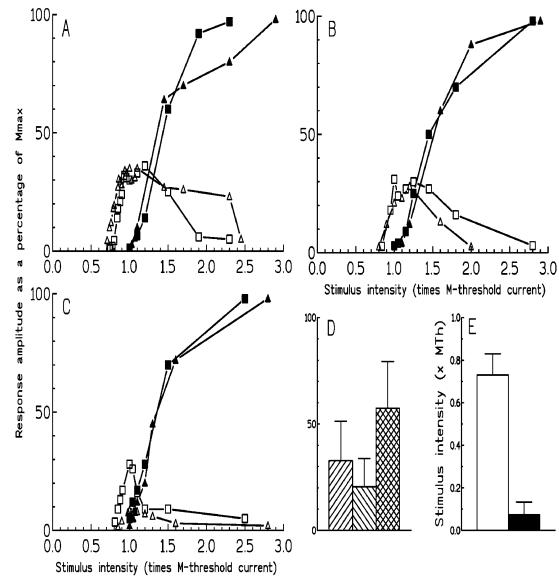 A
B
100
50
0
0.0 0.5 1.0 1.5 2.0 2.5 3.0
100
50
0
0.0 0.5 1.0 1.5 2.0 2.5 3.0
Stimulus intensity (times M-threshold current)
Response amplitude as a percentage of Mmax
C
100
50
0
0.0 0.5 1.0 1.5 2.0 2.5 3.0
Stimulus intensity (times M-threshold current)
D
100
50
0
E
Stimulus intensity (x MTh)
1.0
0.8
0.6
0.4
0.2
0.0